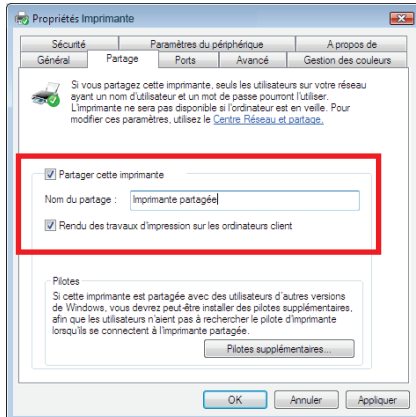 Propriétés Imprimante
Sécurité Paramètres du périphérique A propos de
Général Partage Ports Avancé Gestion des couleurs
Si vous partagez cette imprimante, seuls les utilisateurs sur votre réseau
ayant un nom d'utilisateur et un mot de passe pourront l'utiliser.
L'imprimante ne sera pas disponible si l'ordinateur est en veille. Pour
modifier ces paramètres, utilisez le Centre Réseau et partage.
Partager cette imprimante
Nom du partage : Imprimante partagée
Rendu des travaux d'impression sur les ordinateurs client
Pilotes
Si cette imprimante est partagée avec des utilisateurs d'autres versions
de Windows, vous devrez peut-être installer des pilotes supplémentaires,
afin que les utilisateurs n'aient pas à rechercher le pilote d'imprimante
lorsqu'ils se connectent à l'imprimante partagée.
Pilotes supplémentaires...
OK Annuler Appliquer